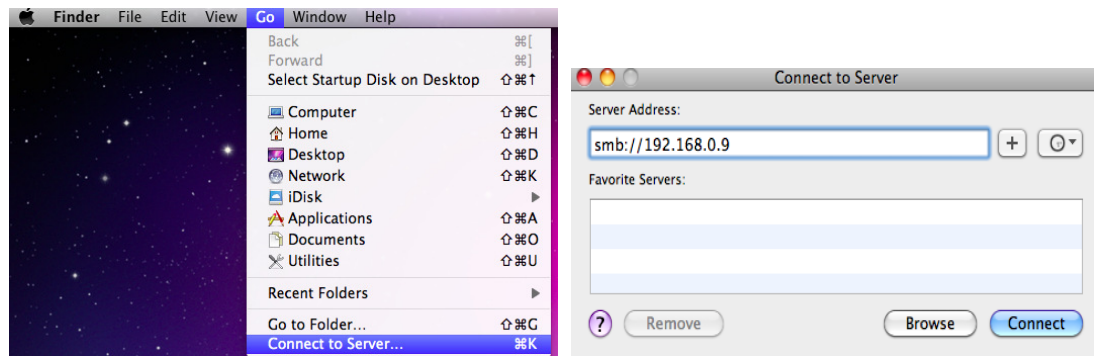 Finder File Edit View Go Window Help
Back ⌘[
Forward ⌘]
Select Startup Disk on Desktop ⇧⌘↑
Computer ⇧⌘C
Home ⇧⌘H
Desktop ⇧⌘D
Network ⇧⌘K
iDisk
Applications ⇧⌘A
Documents ⇧⌘O
Utilities ⇧⌘U
Recent Folders
Go to Folder... ⇧⌘G
Connect to Server... ⌘K
Connect to Server
Server Address:
smb://192.168.0.9 +
Favorite Servers:
? Remove Browse Connect